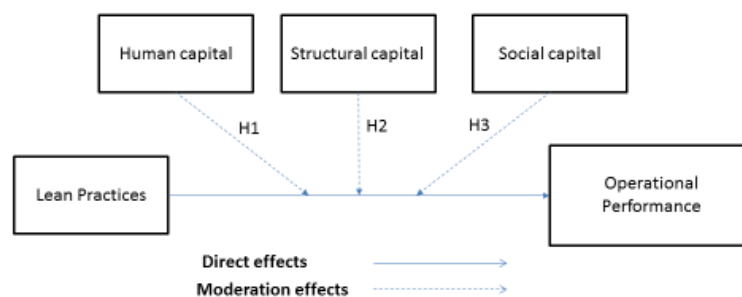 Human capital
Structural capital
Social capital
H1
H2
H3
Lean Practices
Operational
Performance
Direct effects
Moderation effects